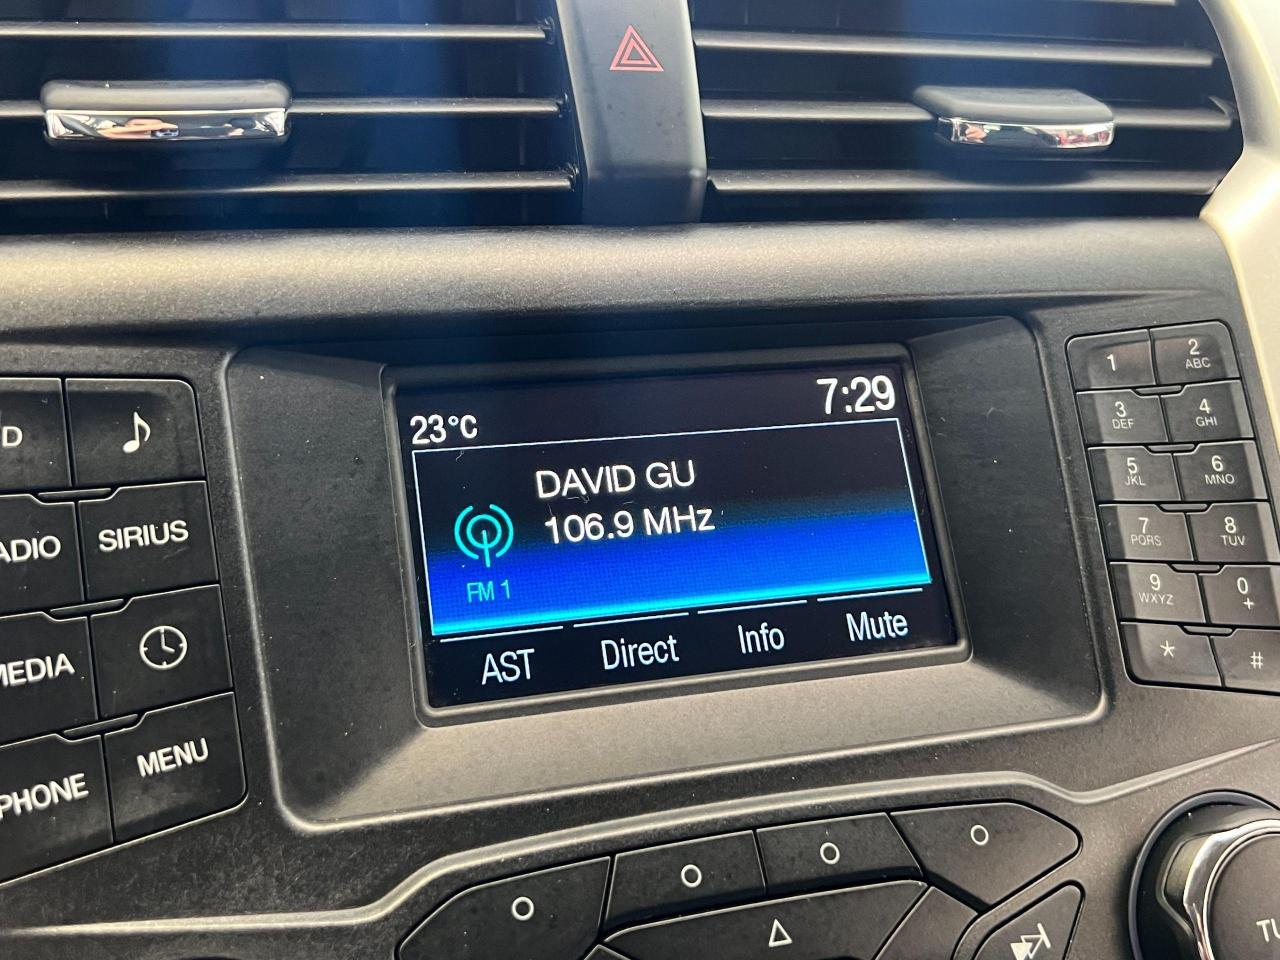 23°C
7:29
DAVID GU
106.9 MHz
FM 1
AST
Direct
Info
Mute
D
ADIO
SIRIUS
MEDIA
PHONE
MENU
1
2
ABC
3
DEF
4
GHI
5
JKL
6
MNO
7
PQRS
8
TUV
9
WXYZ
0
+
*
#
TU